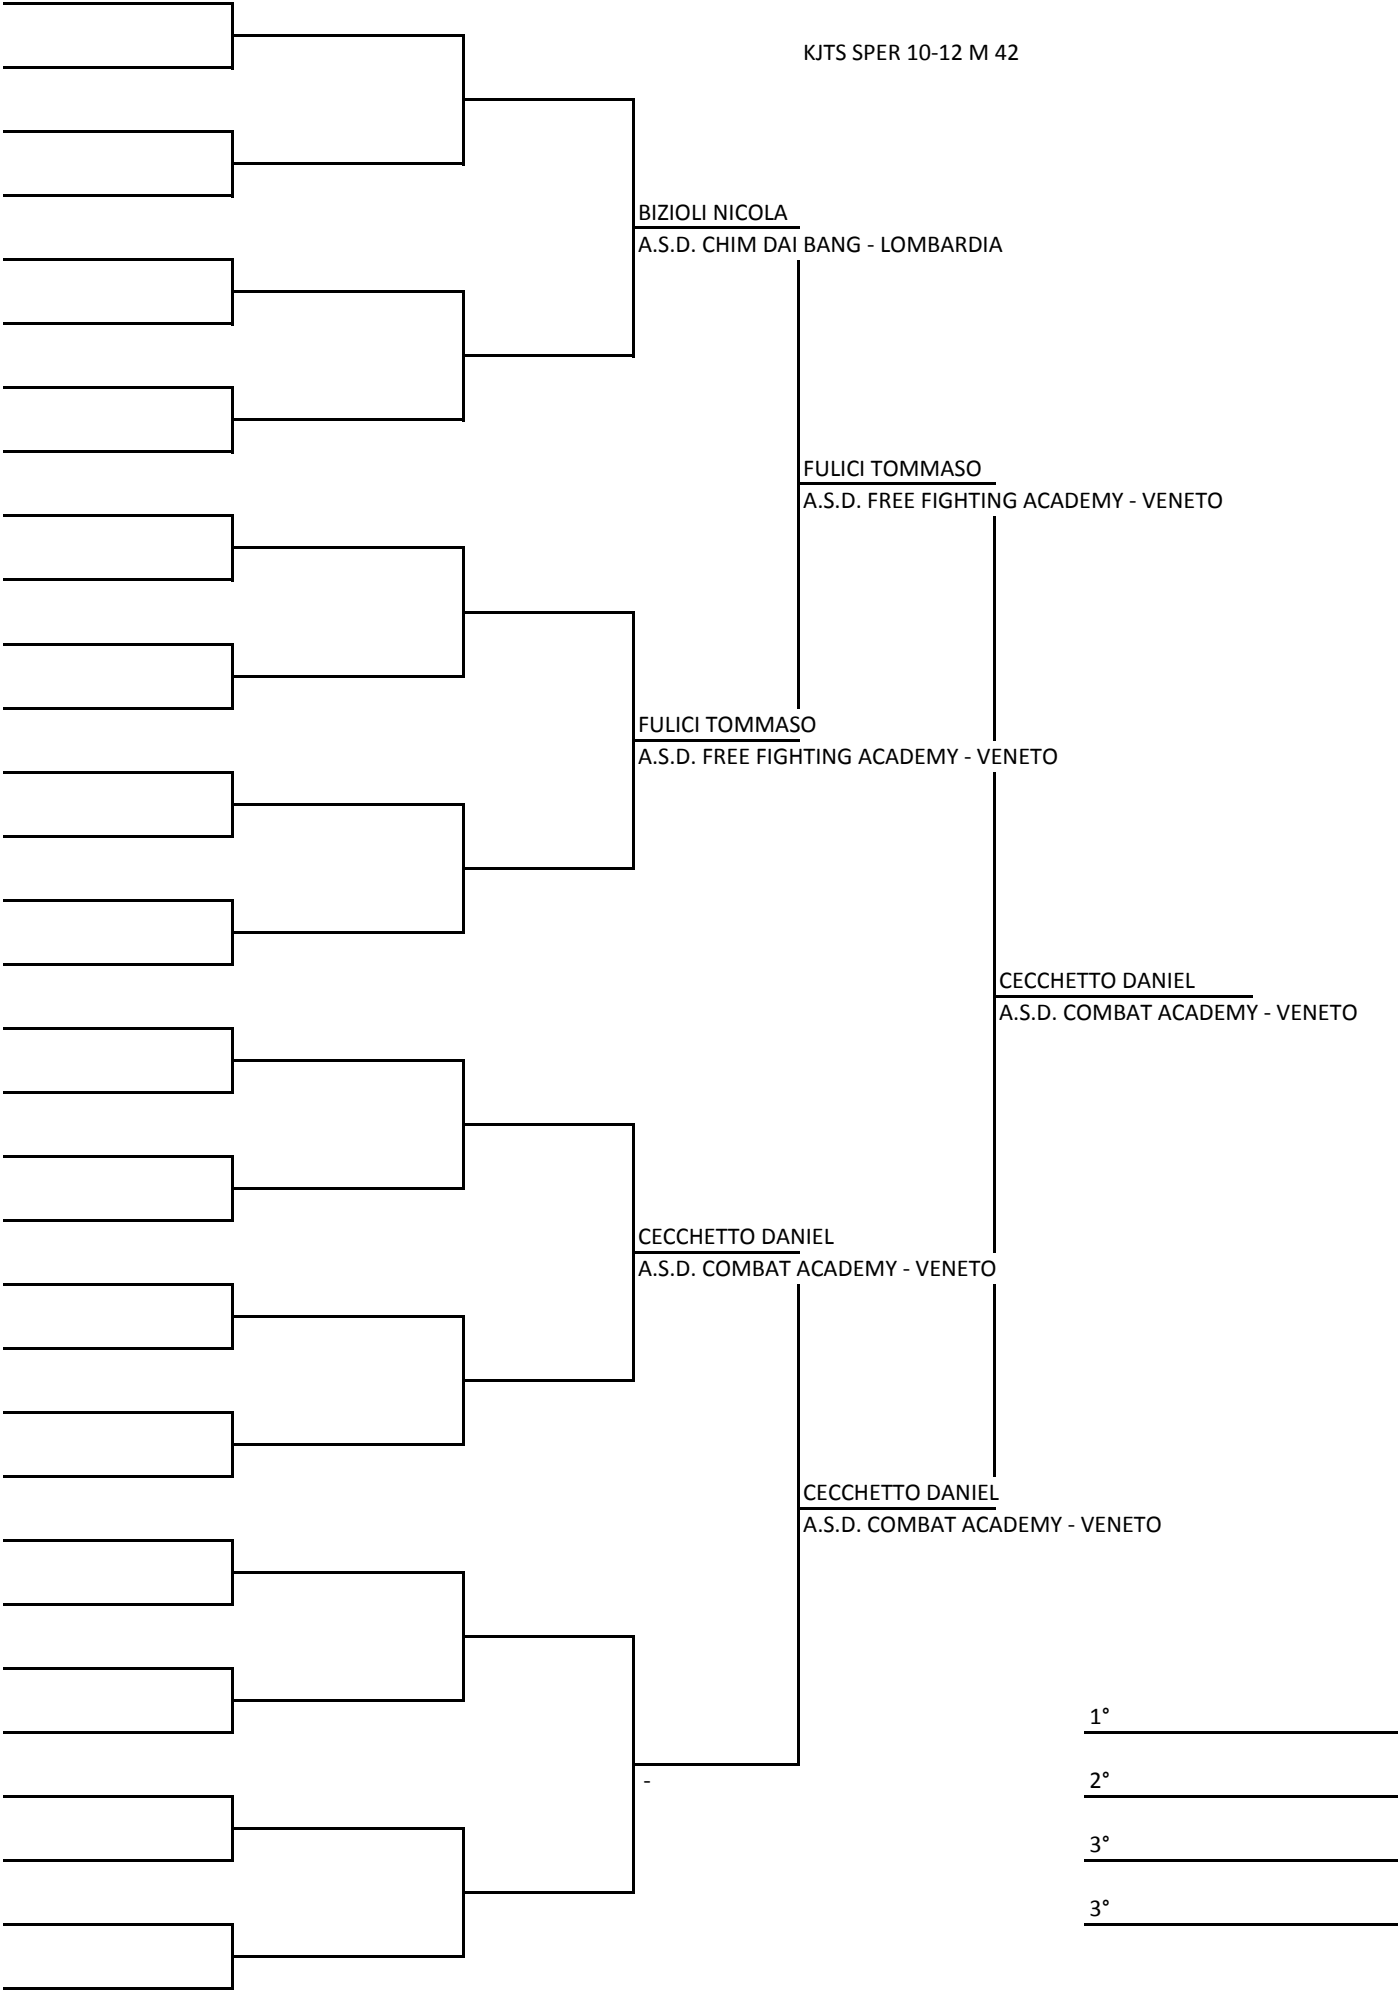 KJTS SPER 10-12 M 42
BIZIOLI NICOLA
A.S.D. CHIM DAI BANG - LOMBARDIA
FULICI TOMMASO
A.S.D. FREE FIGHTING ACADEMY - VENETO
FULICI TOMMASO
A.S.D. FREE FIGHTING ACADEMY - VENETO
CECCHETTO DANIEL
A.S.D. COMBAT ACADEMY - VENETO
CECCHETTO DANIEL
A.S.D. COMBAT ACADEMY - VENETO
CECCHETTO DANIEL
A.S.D. COMBAT ACADEMY - VENETO
1°
-
2°
3°
3°